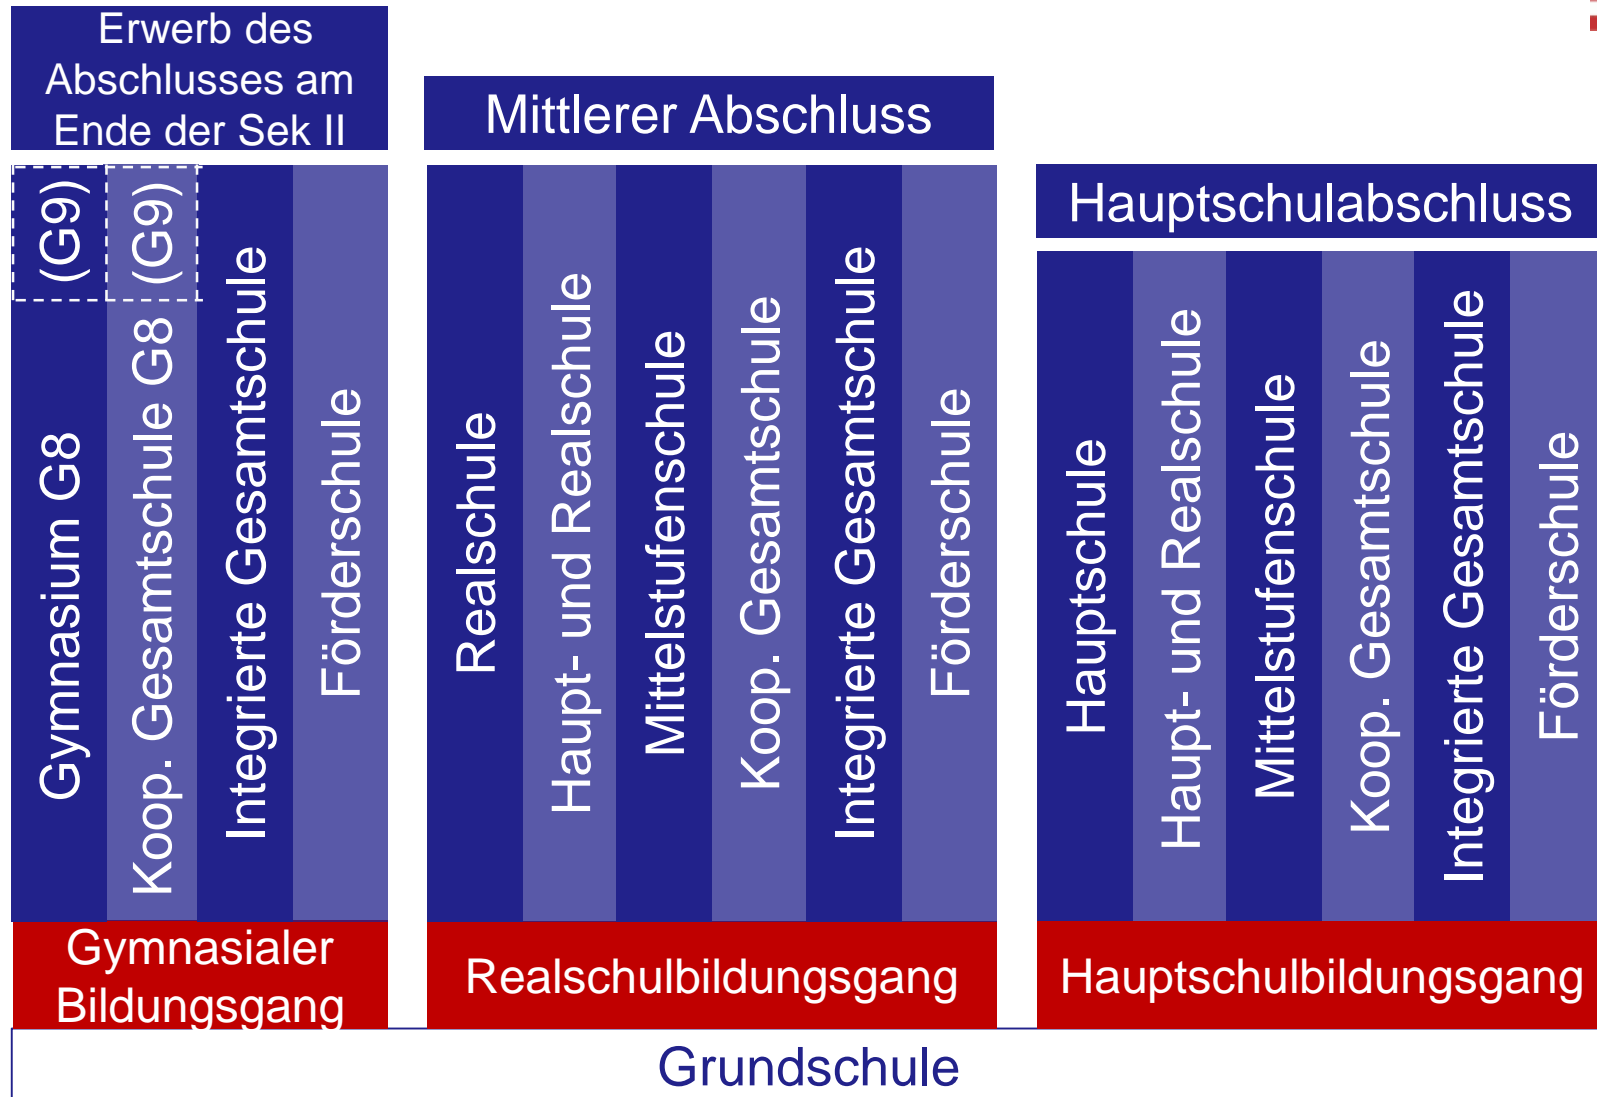 Erwerb des
Abschlusses am
Ende der Sek II
Mittlerer Abschluss
Hauptschulabschluss
Gymnasium G8 (G9)
Koop. Gesamtschule G8 (G9)
Integrierte Gesamtschule
Förderschule
Realschule
Haupt- und Realschule
Mittelstufenschule
Koop. Gesamtschule
Integrierte Gesamtschule
Förderschule
Hauptschule
Haupt- und Realschule
Mittelstufenschule
Koop. Gesamtschule
Integrierte Gesamtschule
Förderschule
Gymnasialer
Bildungsgang
Realschulbildungsgang
Hauptschulbildungsgang
Grundschule